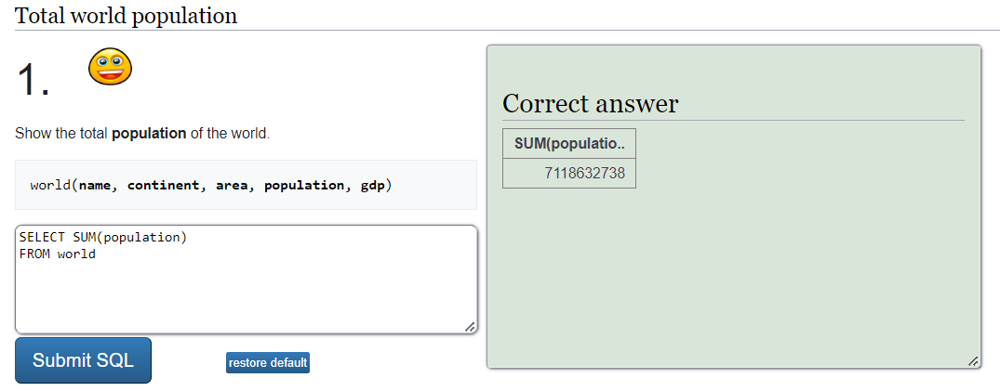 Total world population
1.
Show the total population of the world.
world(name, continent, area, population, gdp)
SELECT SUM(population)
FROM world
Submit SQL
restore default
Correct answer
SUM(populatio..
7118632738